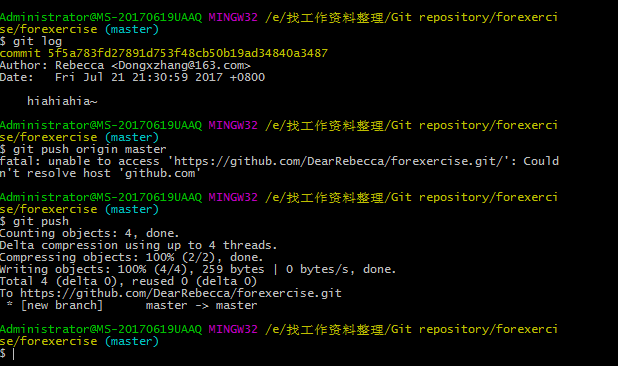 Administrator@MS-20170619UAAQ MINGW32 /e/找工作资料整理/Git repository/forexerci
se/forexercise (master)
$ git log
commit 5f5a783fd27891d753f48cb50b19ad34840a3487
Author: Rebecca <Dongxzhang@163.com>
Date:   Fri Jul 21 21:30:59 2017 +0800
    hiahiahia~
Administrator@MS-20170619UAAQ MINGW32 /e/找工作资料整理/Git repository/forexerci
se/forexercise (master)
$ git push origin master
fatal: unable to access 'https://github.com/DearRebecca/forexercise.git/': Coul
dn't resolve host 'github.com'
Administrator@MS-20170619UAAQ MINGW32 /e/找工作资料整理/Git repository/forexerci
se/forexercise (master)
$ git push
Counting objects: 4, done.
Delta compression using up to 4 threads.
Compressing objects: 100% (2/2), done.
Writing objects: 100% (4/4), 259 bytes | 0 bytes/s, done.
Total 4 (delta 0), reused 0 (delta 0)
To https://github.com/DearRebecca/forexercise.git
 * [new branch]      master -> master
Administrator@MS-20170619UAAQ MINGW32 /e/找工作资料整理/Git repository/forexerci
se/forexercise (master)
$